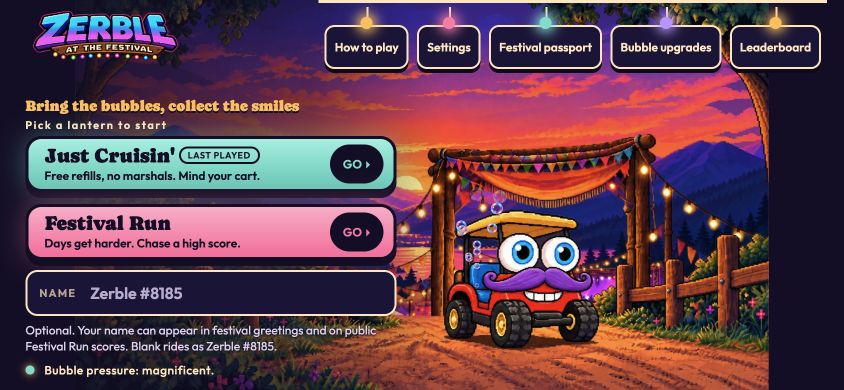 ZERBLE
AT THE FESTIVAL
How to play
Settings
Festival passport
Bubble upgrades
Leaderboard
Bring the bubbles, collect the smiles
Pick a lantern to start
Just Cruisin' LAST PLAYED
Free refills, no marshals. Mind your cart.
GO
Festival Run
Days get harder. Chase a high score.
GO
NAME Zerble #8185
Optional. Your name can appear in festival greetings and on public
Festival Run scores. Blank rides as Zerble #8185.
Bubble pressure: magnificent.